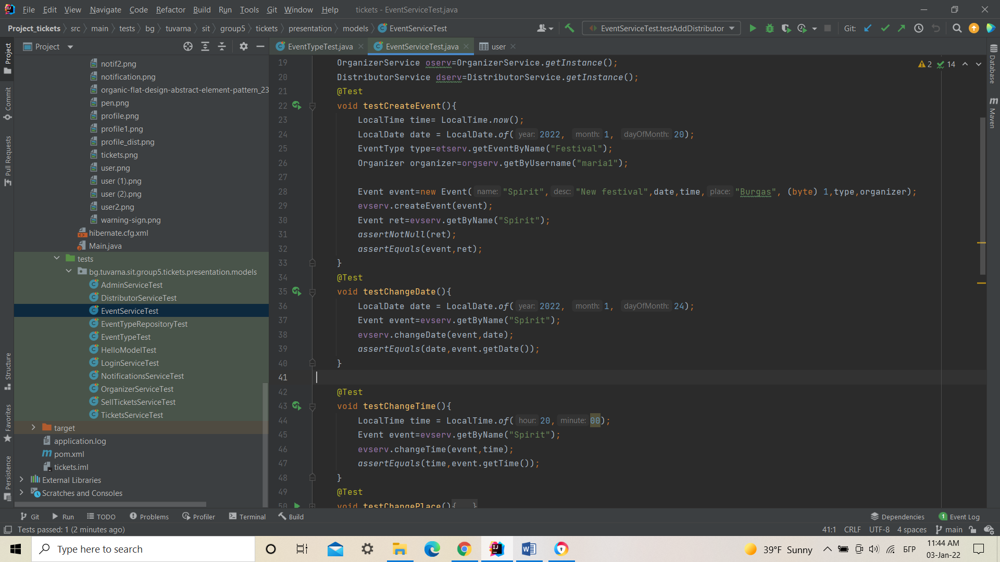 File Edit View Navigate Code Refactor Build Run Tools Git Window Help tickets - EventServiceTest.java
Project_tickets src main tests bg tuvarna sit group5 tickets presentation models EventServiceTest EventServiceTest.testAddDistributor Git:
Project EventTypeTest.java EventServiceTest.java user
Project
Commit
Pull Requests
Structure
Favorites
Persistence
notif2.png
notification.png
organic-flat-design-abstract-element-pattern_23
pen.png
profile.png
profile1.png
profile_dist.png
tickets.png
user.png
user (1).png
user (2).png
user2.png
warning-sign.png
hibernate.cfg.xml
Main.java
tests
bg.tuvarna.sit.group5.tickets.presentation.models
AdminServiceTest
DistributorServiceTest
EventServiceTest
EventTypeRepositoryTest
EventTypeTest
HelloModelTest
LoginServiceTest
NotificationsServiceTest
OrganizerServiceTest
SellTicketsServiceTest
TicketsServiceTest
target
application.log
pom.xml
tickets.iml
External Libraries
Scratches and Consoles
19 OrganizerService oserv=OrganizerService.getInstance();
20 DistributorService dserv=DistributorService.getInstance();
21 @Test
22 void testCreateEvent(){
23 LocalTime time= LocalTime.now();
24 LocalDate date = LocalDate.of( year: 2022, month: 1, dayOfMonth: 20);
25 EventType type=etserv.getEventByName("Festival");
26 Organizer organizer=orgserv.getByUsername("maria1");
27
28 Event event=new Event( name: "Spirit", desc: "New festival",date,time, place: "Burgas", (byte) 1,type,organizer);
29 evserv.createEvent(event);
30 Event ret=evserv.getByName("Spirit");
31 assertNotNull(ret);
32 assertEquals(event,ret);
33 }
34 @Test
35 void testChangeDate(){
36 LocalDate date = LocalDate.of( year: 2022, month: 1, dayOfMonth: 24);
37 Event event=evserv.getByName("Spirit");
38 evserv.changeDate(event,date);
39 assertEquals(date,event.getDate());
40 }
41
42 @Test
43 void testChangeTime(){
44 LocalTime time = LocalTime.of( hour: 20, minute: 00);
45 Event event=evserv.getByName("Spirit");
46 evserv.changeTime(event,time);
47 assertEquals(time,event.getTime());
48 }
49 @Test
50 void testChangePlace(){...}
2 14
Database
m Maven
Git Run TODO Problems Profiler Terminal Build Dependencies 1 Event Log
Tests passed: 1 (2 minutes ago) 41:1 CRLF UTF-8 4 spaces main
Type here to search 39°F Sunny БГР 11:44 AM
03-Jan-22